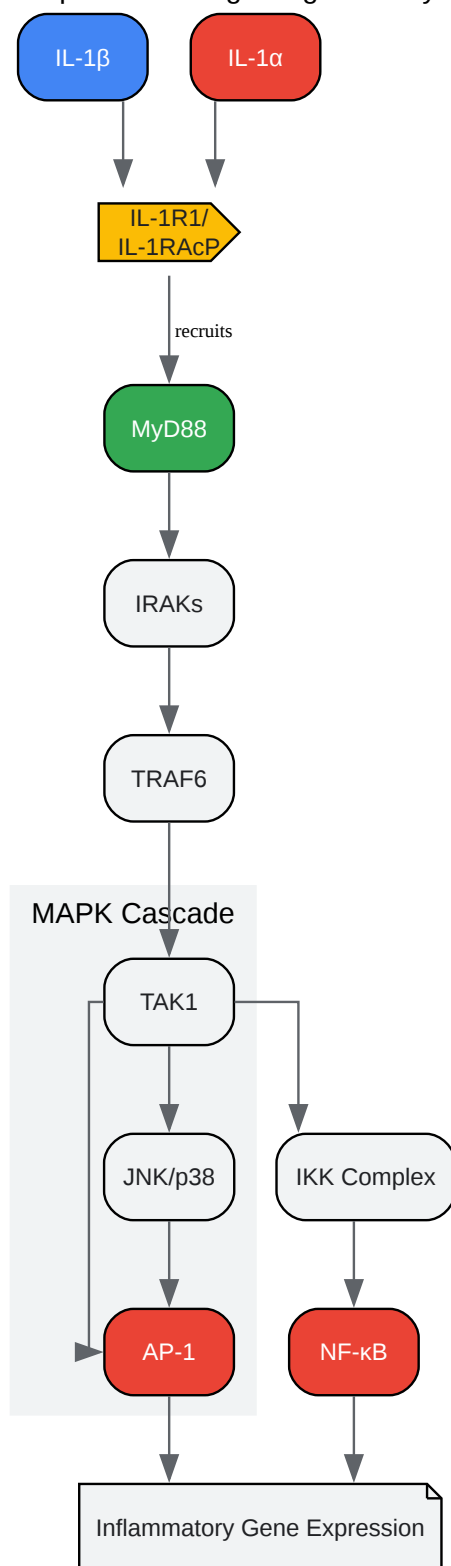 IL-1β
IL-1α
IL-1R1/
IL-1RAcP
recruits
MyD88
IRAKs
TRAF6
MAPK Cascade
TAK1
JNK/p38
IKK Complex
AP-1
NF-κB
Inflammatory Gene Expression